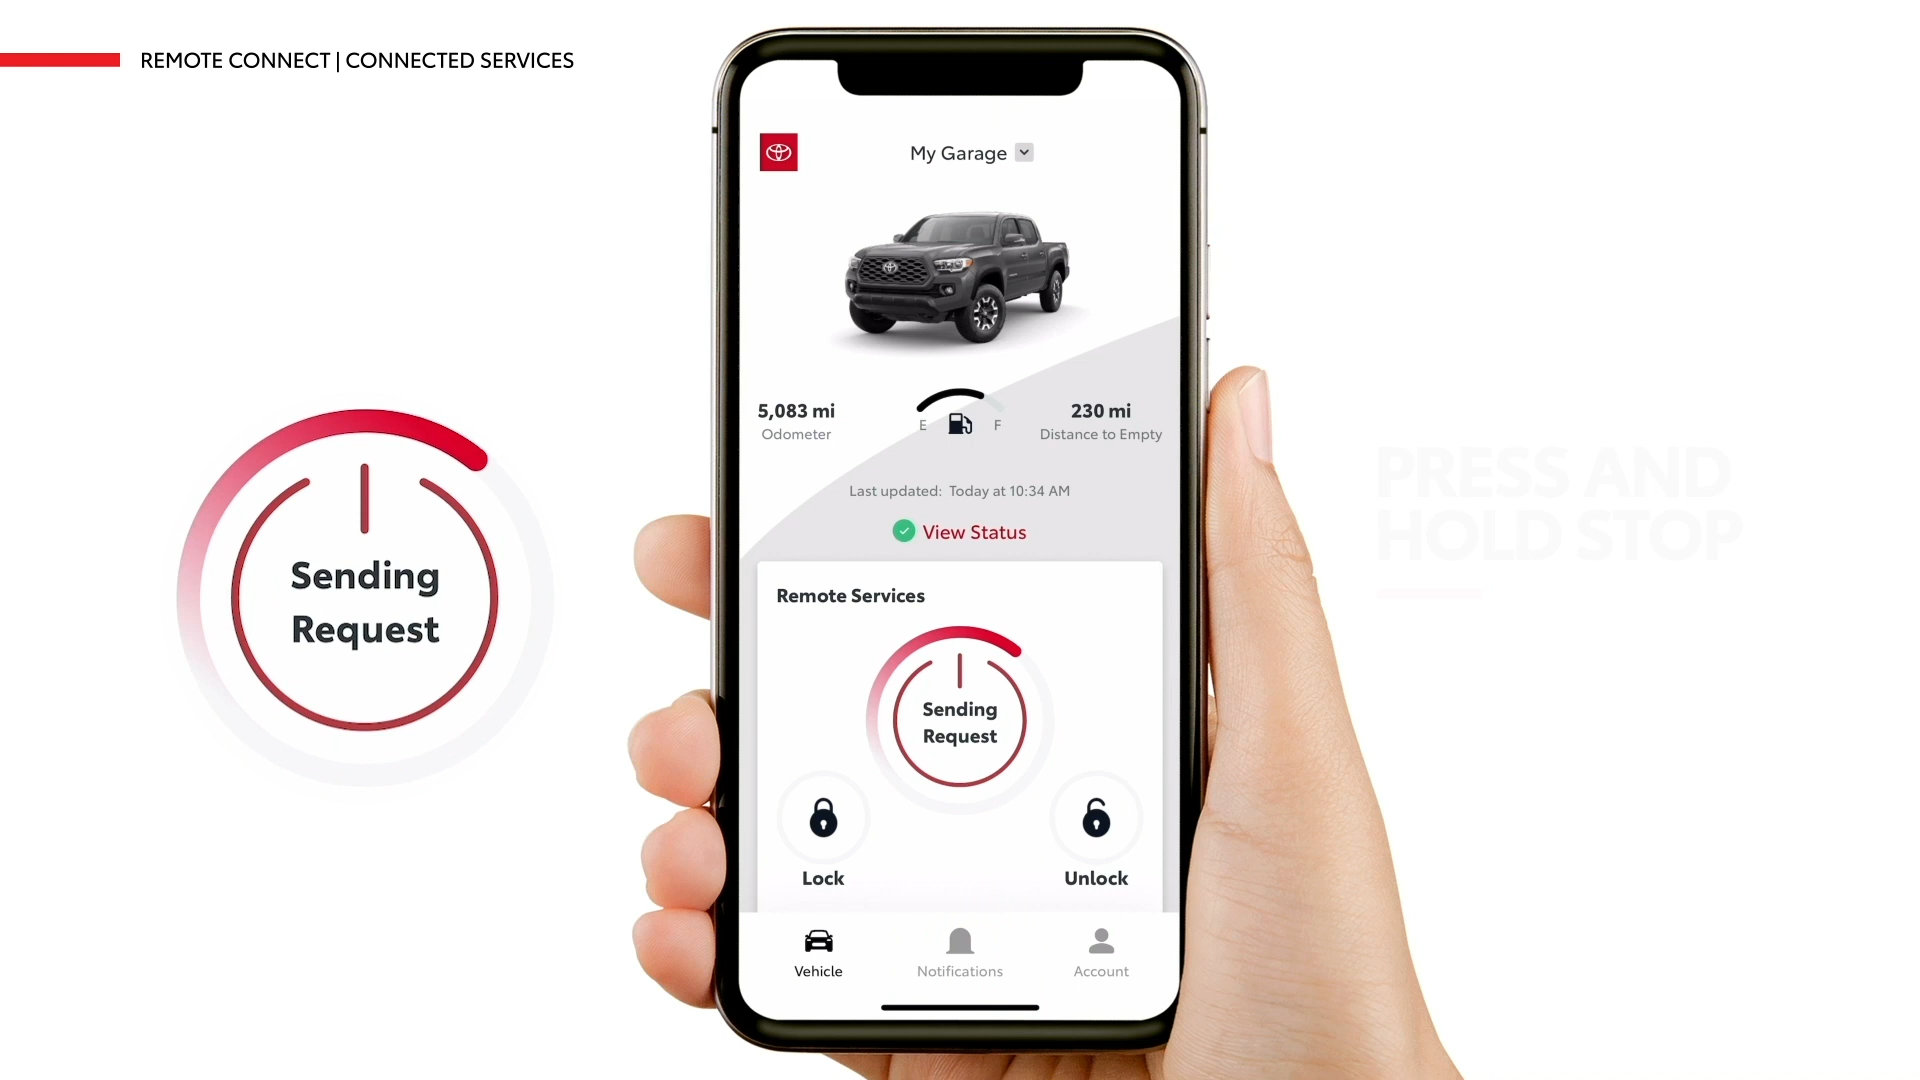 REMOTE CONNECT | CONNECTED SERVICES
My Garage
5,083 mi
Odometer
E
F
230 mi
Distance to Empty
Last updated: Today at 10:34 AM
View Status
Remote Services
Sending
Request
Lock
Unlock
Vehicle
Notifications
Account
Sending
Request
PRESS AND
HOLD STOP